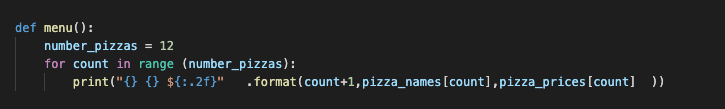 def menu():
    number_pizzas = 12
    for count in range (number_pizzas):
        print("{} {} ${:.2f}"   .format(count+1,pizza_names[count],pizza_prices[count]  ))